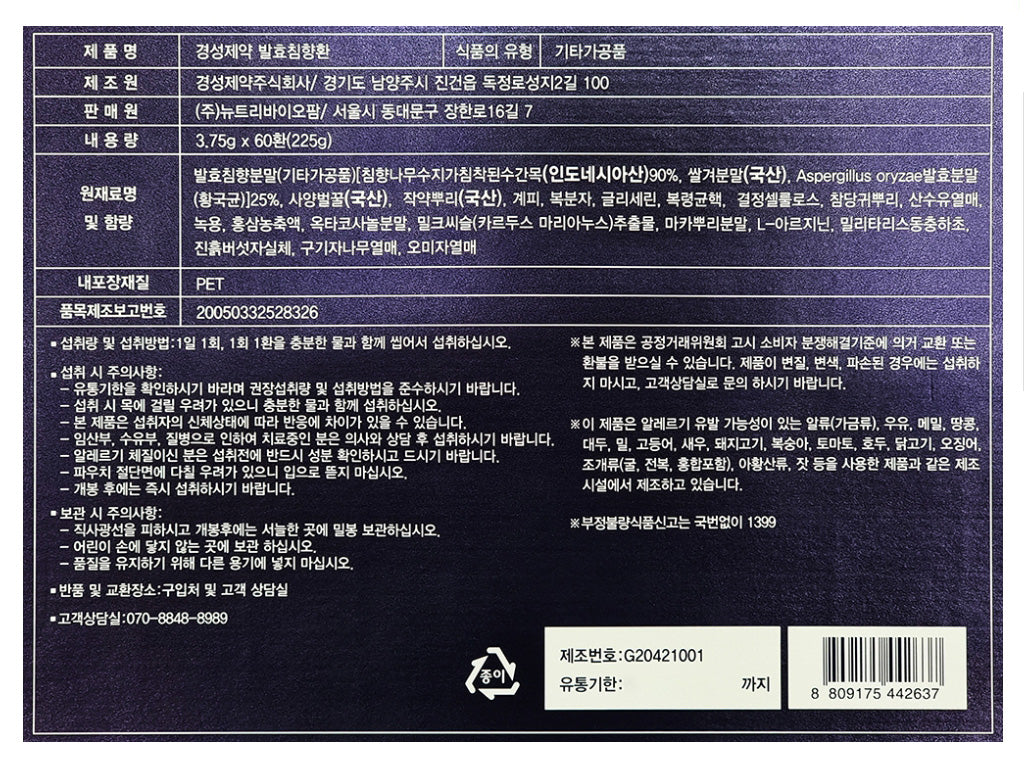 제 품 명 경성제약 발효침향환 식품의 유형 기타가공품
제 조 원 경성제약주식회사/ 경기도 남양주시 진건읍 독정로성지2길 100
판 매 원 (주)뉴트리바이오팜/ 서울시 동대문구 장한로16길 7
내 용 량 3.75g x 60환(225g)
원재료명 및 함량
발효침향분말(기타가공품)[침향나무수지가침착된수간목(인도네시아산)90%, 쌀겨분말(국산), Aspergillus oryzae발효분말
(황국균)]25%, 사양벌꿀(국산), 작약뿌리(국산), 계피, 복분자, 글리세린, 복령균핵, 결정셀룰로스, 참당귀뿌리, 산수유열매,
녹용, 홍삼농축액, 옥타코사놀분말, 밀크씨슬(카르두스 마리아누스)추출물, 마카뿌리분말, L-아르지닌, 밀리타리스동충하초,
진흙버섯자실체, 구기자나무열매, 오미자열매
내포장재질 PET
품목제조보고번호 20050332528326
▪ 섭취량 및 섭취방법:1일 1회, 1회 1환을 충분한 물과 함께 씹어서 섭취하십시오.
▪ 섭취 시 주의사항:
– 유통기한을 확인하시기 바라며 권장섭취량 및 섭취방법을 준수하시기 바랍니다.
– 섭취 시 목에 걸릴 우려가 있으니 충분한 물과 함께 섭취하십시오.
– 본 제품은 섭취자의 신체상태에 따라 반응에 차이가 있을 수 있습니다.
– 임산부, 수유부, 질병으로 인하여 치료중인 분은 의사와 상담 후 섭취하시기 바랍니다.
– 알레르기 체질이신 분은 섭취전에 반드시 성분 확인하시고 드시기 바랍니다.
– 파우치 절단면에 다칠 우려가 있으니 입으로 뜯지 마십시오.
– 개봉 후에는 즉시 섭취하시기 바랍니다.
▪ 보관 시 주의사항:
– 직사광선을 피하시고 개봉후에는 서늘한 곳에 밀봉 보관하십시오.
– 어린이 손에 닿지 않는 곳에 보관 하십시오.
– 품질을 유지하기 위해 다른 용기에 넣지 마십시오.
▪ 반품 및 교환장소:구입처 및 고객 상담실
▪ 고객상담실:070-8848-8989
※본 제품은 공정거래위원회 고시 소비자 분쟁해결기준에 의거 교환 또는
환불을 받으실 수 있습니다. 제품이 변질, 변색, 파손된 경우에는 섭취하
지 마시고, 고객상담실로 문의 하시기 바랍니다.
※이 제품은 알레르기 유발 가능성이 있는 알류(가금류), 우유, 메밀, 땅콩,
대두, 밀, 고등어, 새우, 돼지고기, 복숭아, 토마토, 호두, 닭고기, 오징어,
조개류(굴, 전복, 홍합포함), 아황산류, 잣 등을 사용한 제품과 같은 제조
시설에서 제조하고 있습니다.
※부정불량식품신고는 국번없이 1399
종이
제조번호:G20421001
유통기한: 까지
8 809175 442637